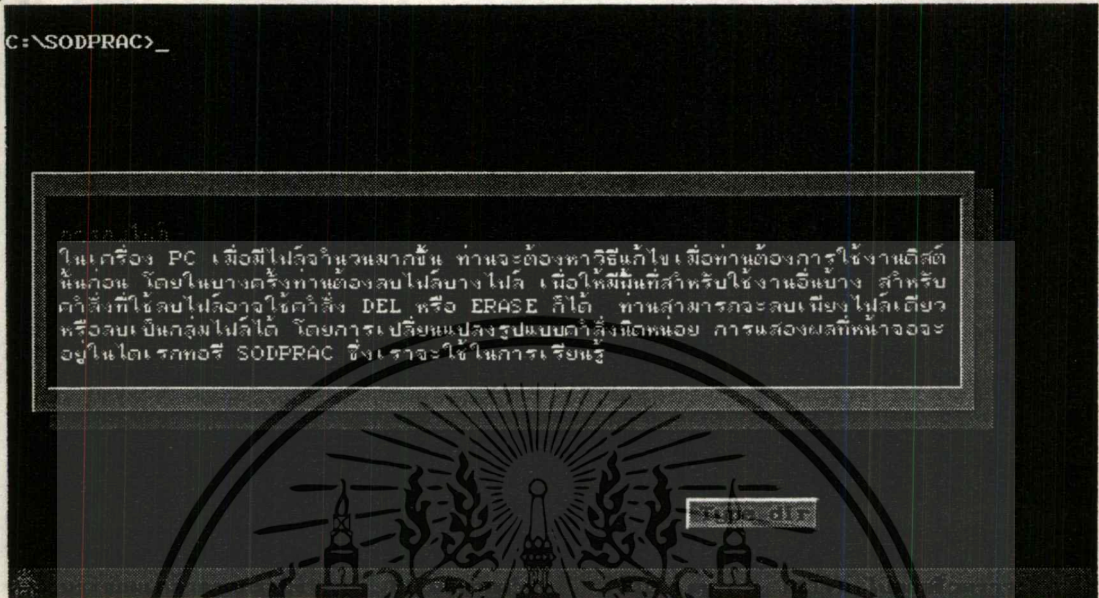 C:\SODPRAC>_
การลบไฟล์
ในเครื่อง PC เมื่อมีไฟล์จำนวนมากขึ้น ท่านจะต้องหาวิธีแก้ไขเมื่อท่านต้องการใช้งานดิสต์
นั้นก่อน โดยในบางครั้งท่านต้องลบไฟล์บางไฟล์ เพื่อให้มีพื้นที่สำหรับใช้งานอื่นบ้าง สำหรับ
คำสั่งที่ใช้ลบไฟล์อาจใช้คำสั่ง DEL หรือ ERASE ก็ได้ ท่านสามารถจะลบเพียงไฟล์เดียว
หรือลบเป็นกลุ่มไฟล์ได้ โดยการเปลี่ยนแปลงรูปแบบคำสั่งนิดหน่อย การแสดงผลที่หน้าจอจะ
อยู่ในไดเรกทอรี SODPRAC ซึ่งเราจะใช้ในการเรียนรู้
type dir